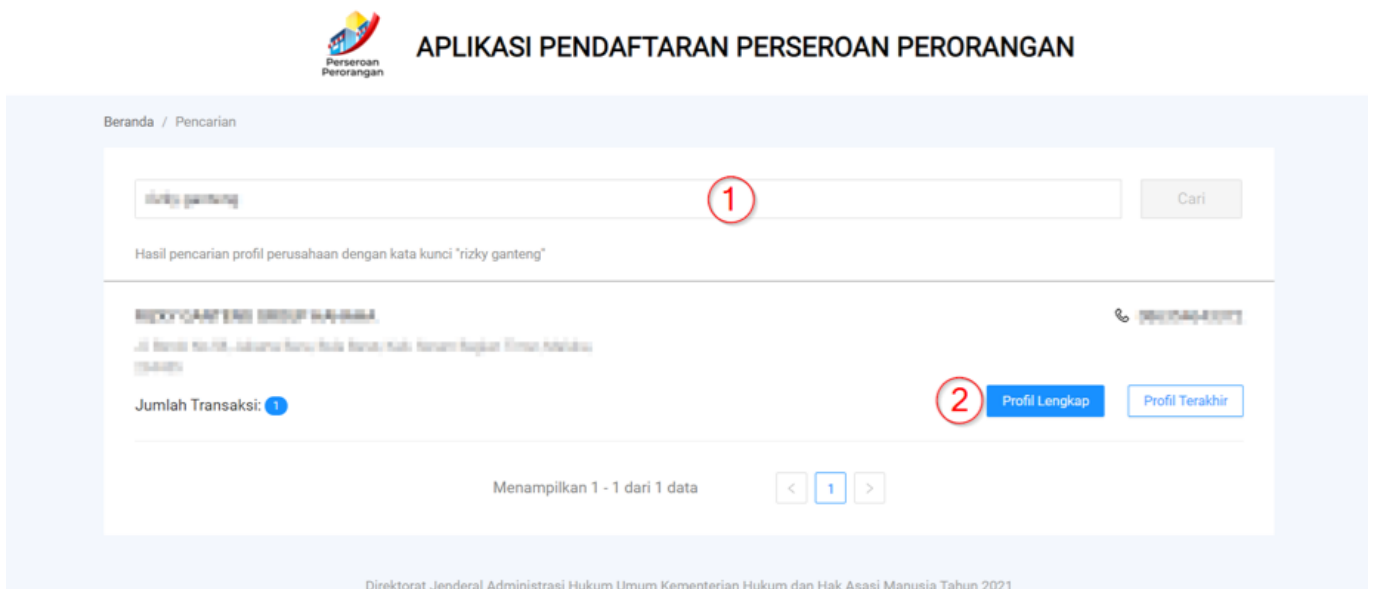 Perseroan
Perorangan
APLIKASI PENDAFTARAN PERSEROAN PERORANGAN
Beranda / Pencarian
1
Cari
Hasil pencarian profil perusahaan dengan kata kunci "rizky ganteng"
Jumlah Transaksi: 1
2
Profil Lengkap
Profil Terakhir
Menampilkan 1 - 1 dari 1 data
< 1 >
Direktorat Jenderal Administrasi Hukum Umum Kementerian Hukum dan Hak Asasi Manusia Tahun 2021